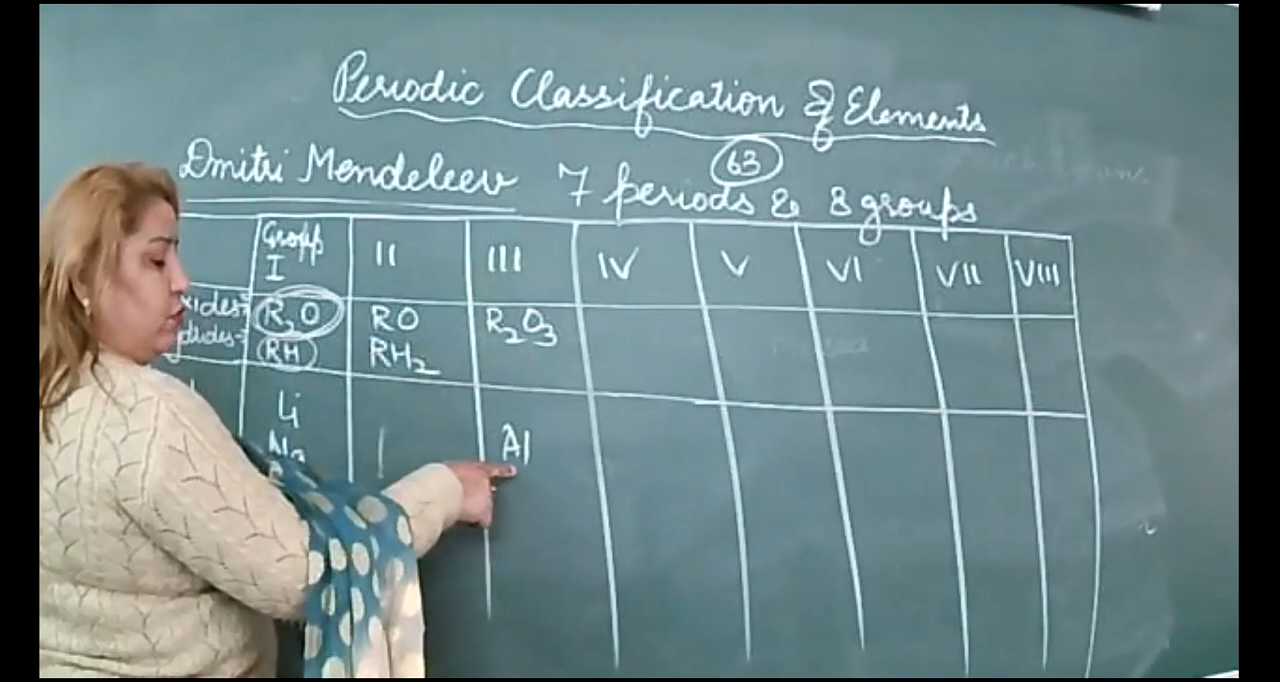 Periodic Classification of Elements
63
Dmitri Mendeleev 7 periods & 8 groups
Group I II III IV V VI VII VIII
R₂O RO R₂O₃
RH RH₂
Li
Na Al